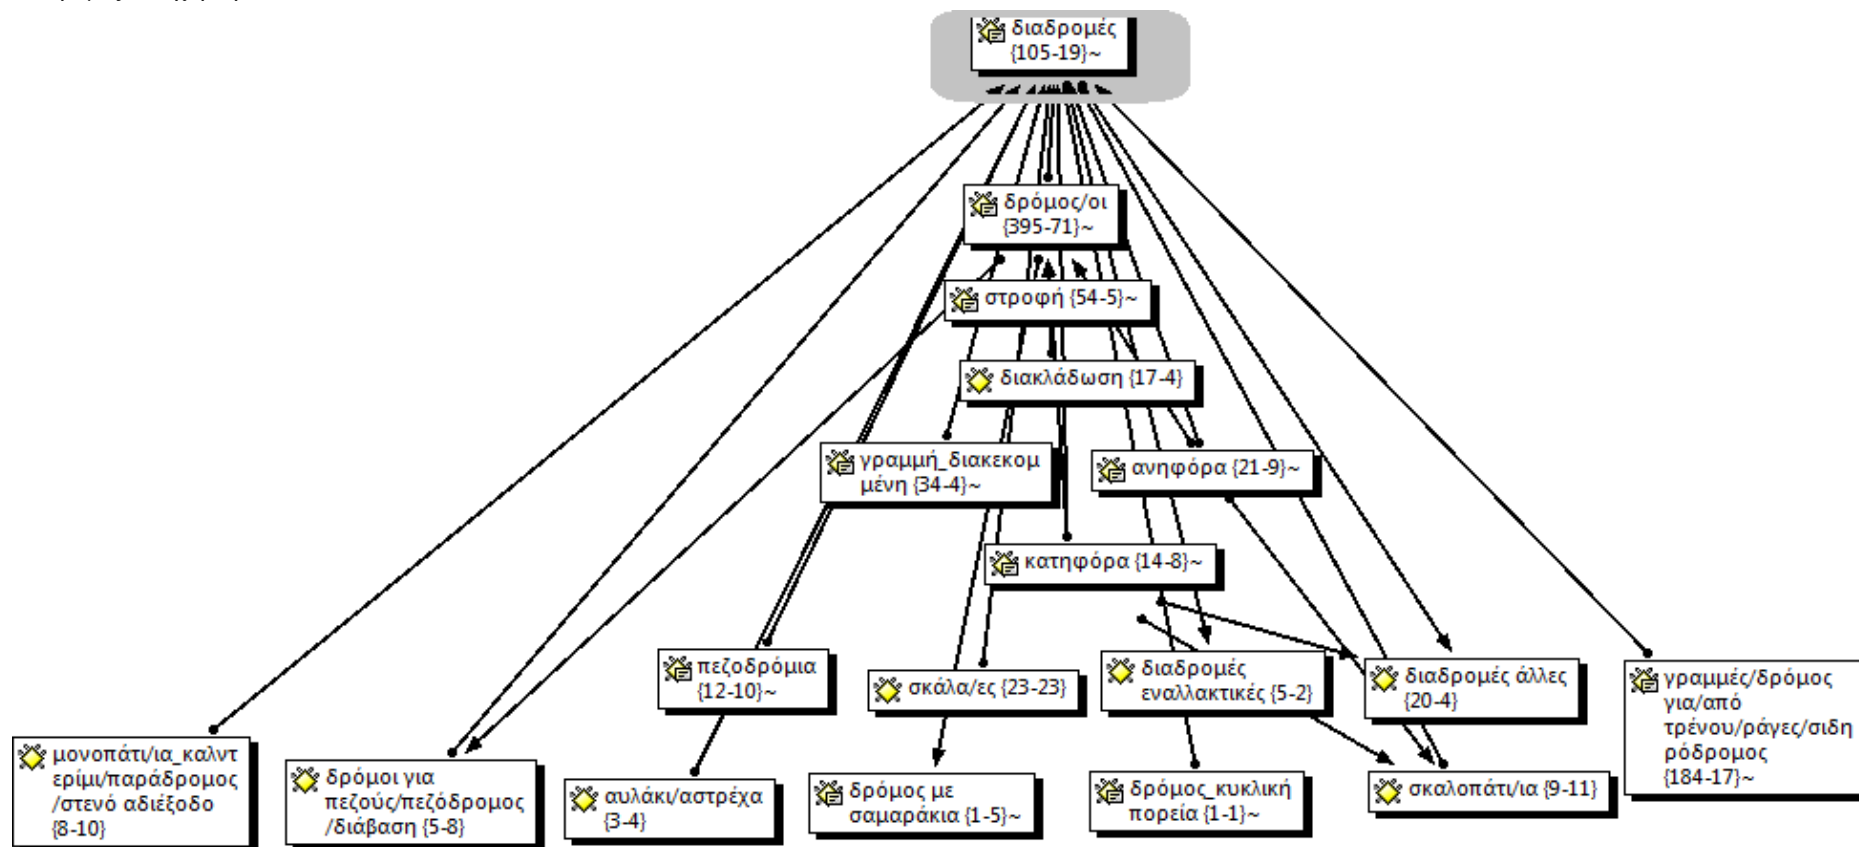 διαδρομές
{105-19}~
δρόμος/οι
{395-71}~
στροφή {54-5}~
διακλάδωση {17-4}
γραμμή_διακεκομ
μένη {34-4}~
ανηφόρα {21-9}~
κατηφόρα {14-8}~
πεζοδρόμια
{12-10}~
σκάλα/ες {23-23}
διαδρομές
εναλλακτικές {5-2}
διαδρομές άλλες
{20-4}
γραμμές/δρόμος
για/από
τρένου/ράγες/σιδη
ρόδρομος
{184-17}~
μονοπάτι/ια_καλντ
ερίμι/παράδρομος
/στενό αδιέξοδο
{8-10}
δρόμοι για
πεζούς/πεζόδρομος
/διάβαση {5-8}
αυλάκι/αστρέχα
{3-4}
δρόμος με
σαμαράκια {1-5}~
δρόμος_κυκλική
πορεία {1-1}~
σκαλοπάτι/ια {9-11}